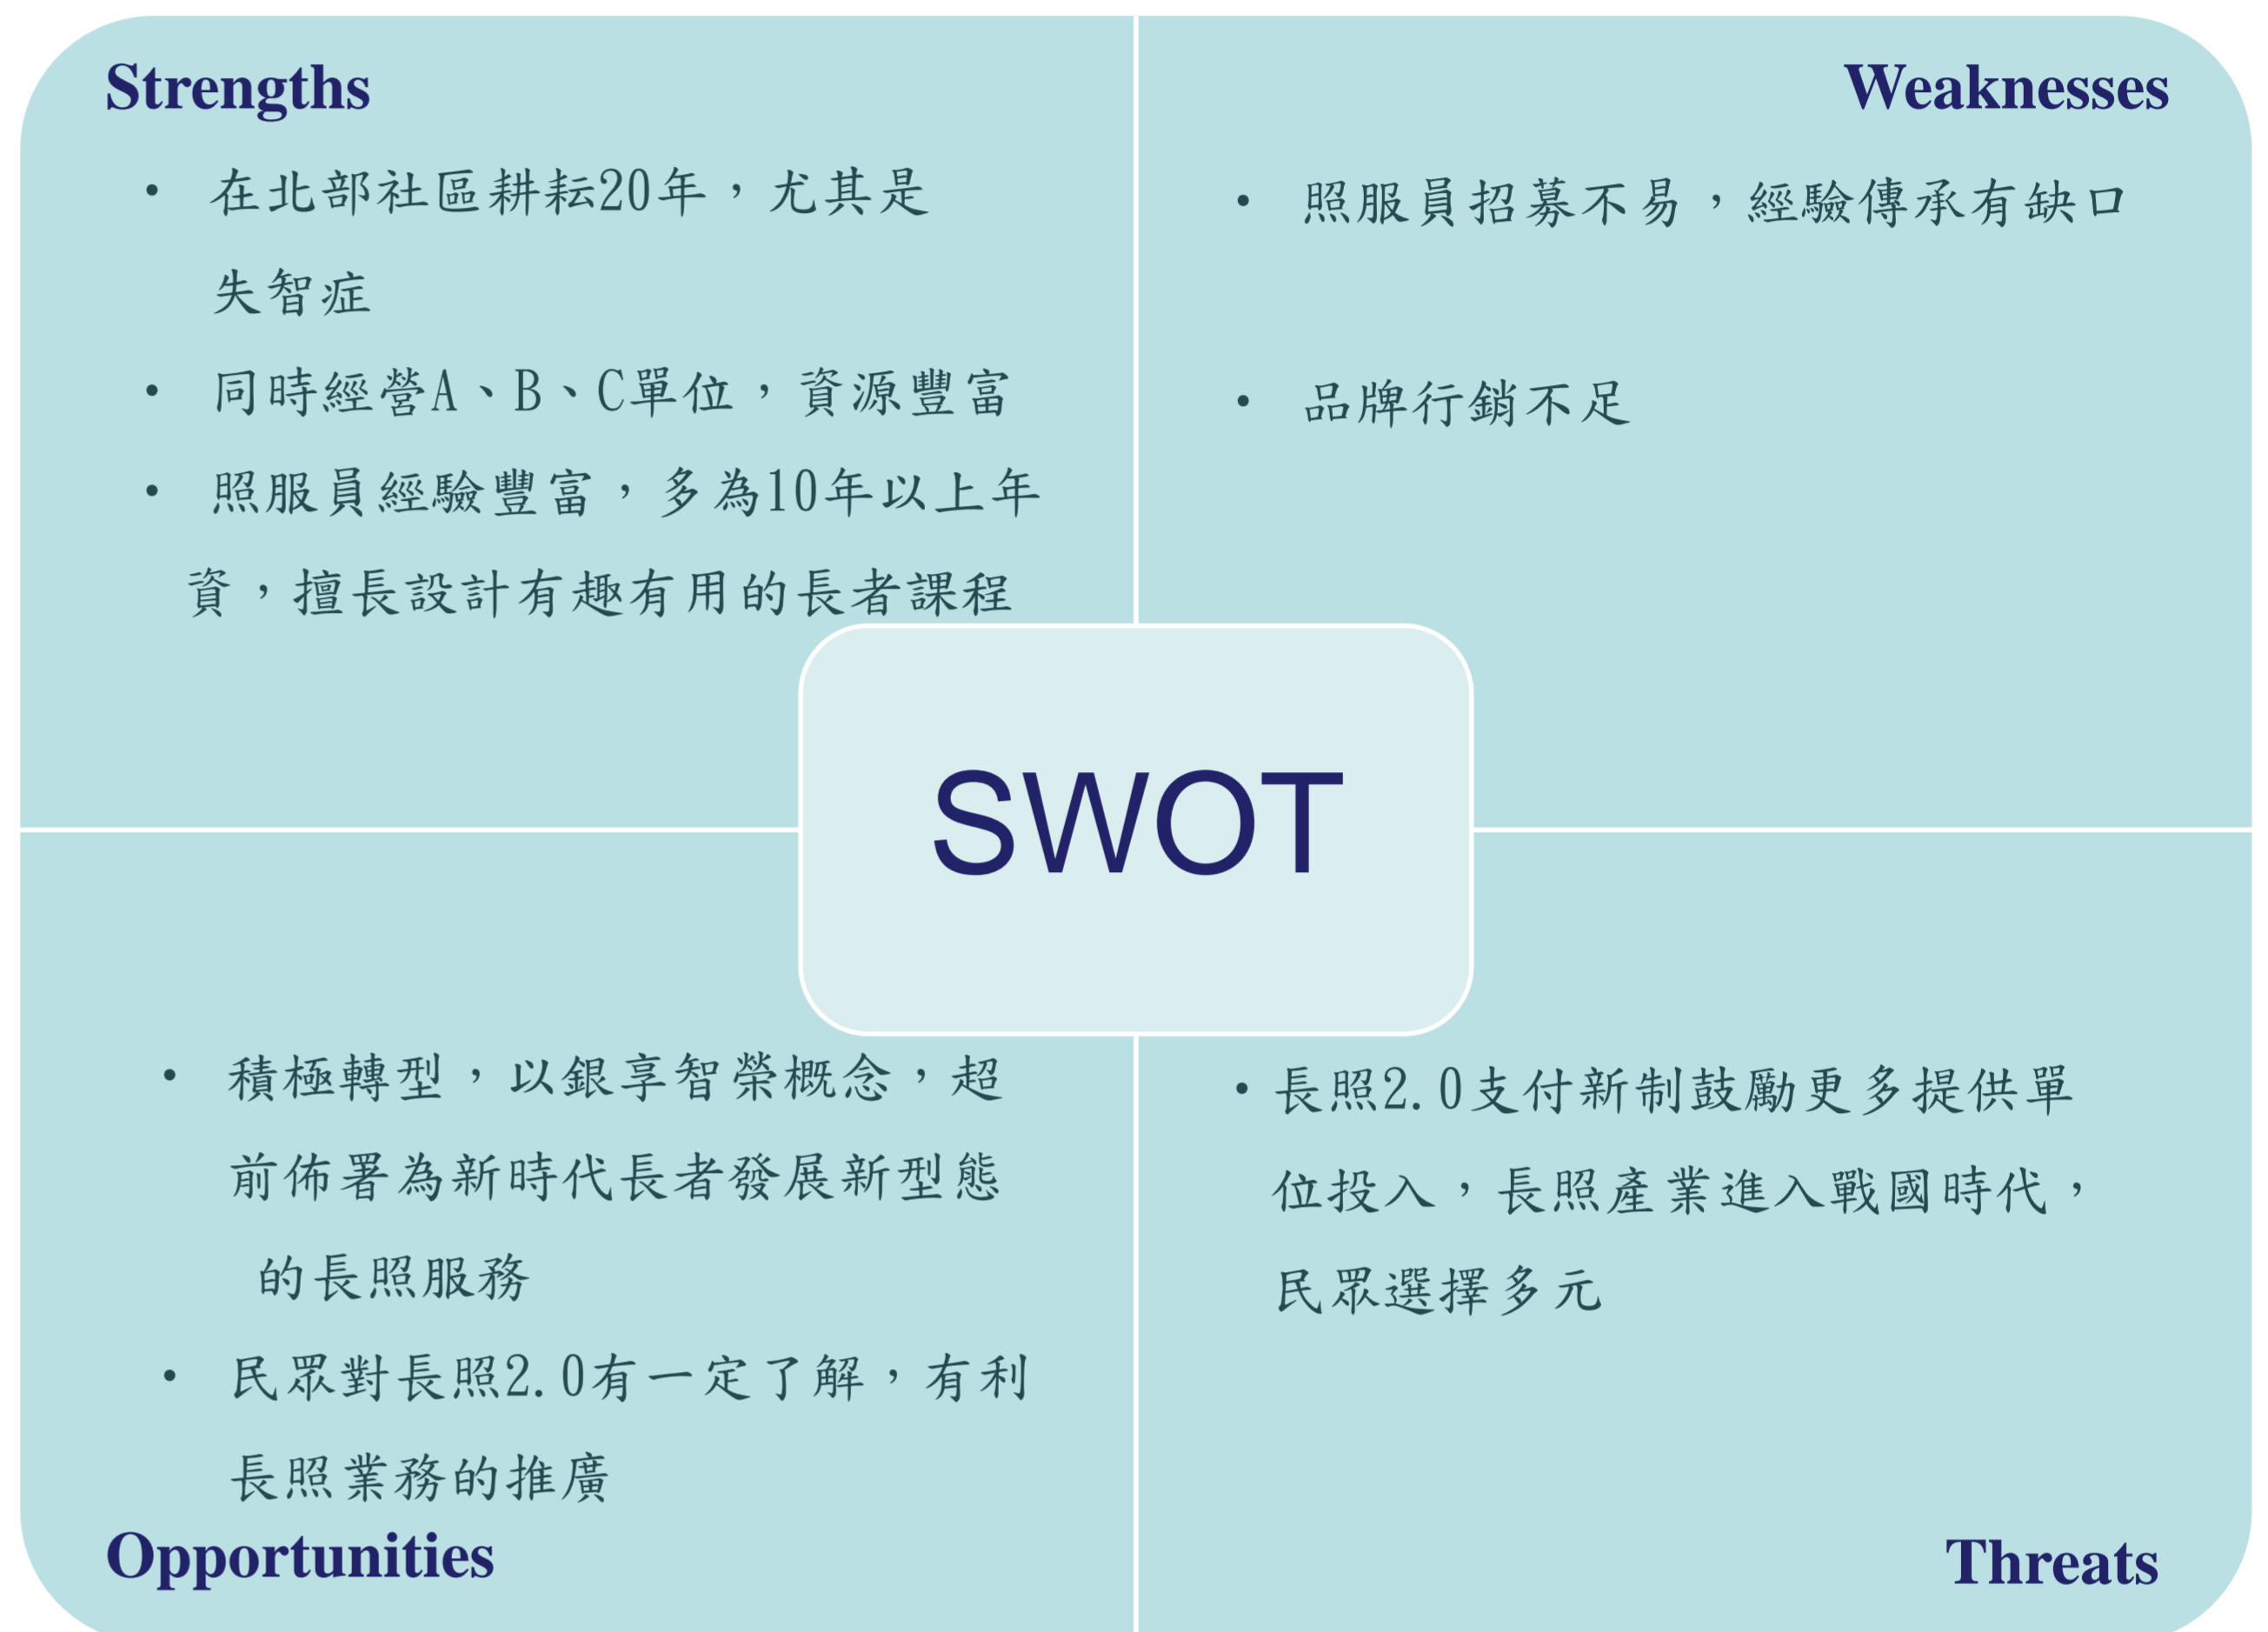 Strengths
• 在北部社區耕耘20年，尤其是
失智症
• 同時經營A、B、C單位，資源豐富
• 照服員經驗豐富，多為10年以上年
資，擅長設計有趣有用的長者課程
Weaknesses
• 照服員招募不易，經驗傳承有缺口
• 品牌行銷不足
SWOT
• 積極轉型，以銀享智榮概念，超
前佈署為新時代長者發展新型態
的長照服務
• 民眾對長照2.0有一定了解，有利
長照業務的推廣
Opportunities
• 長照2.0支付新制鼓勵更多提供單
位投入，長照產業進入戰國時代，
民眾選擇多元
Threats